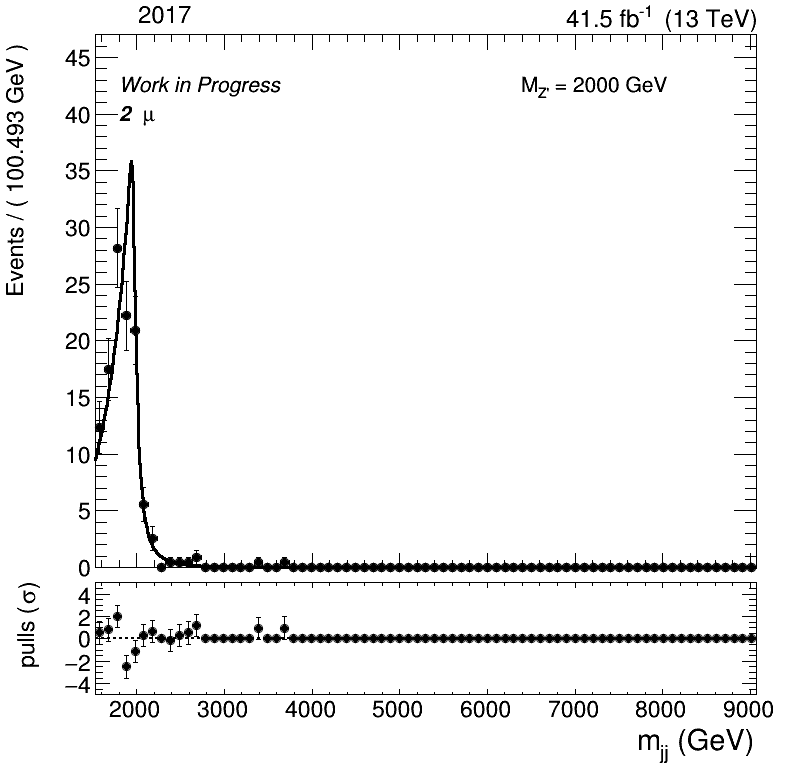 2017 41.5 fb⁻¹ (13 TeV)
Events / ( 100.493 GeV )
45
40
35
30
25
20
15
10
5
0
Work in Progress
2 μ
M_Z' = 2000 GeV
pulls (σ)
4
2
0
−2
−4
2000 3000 4000 5000 6000 7000 8000 9000
m_jj (GeV)